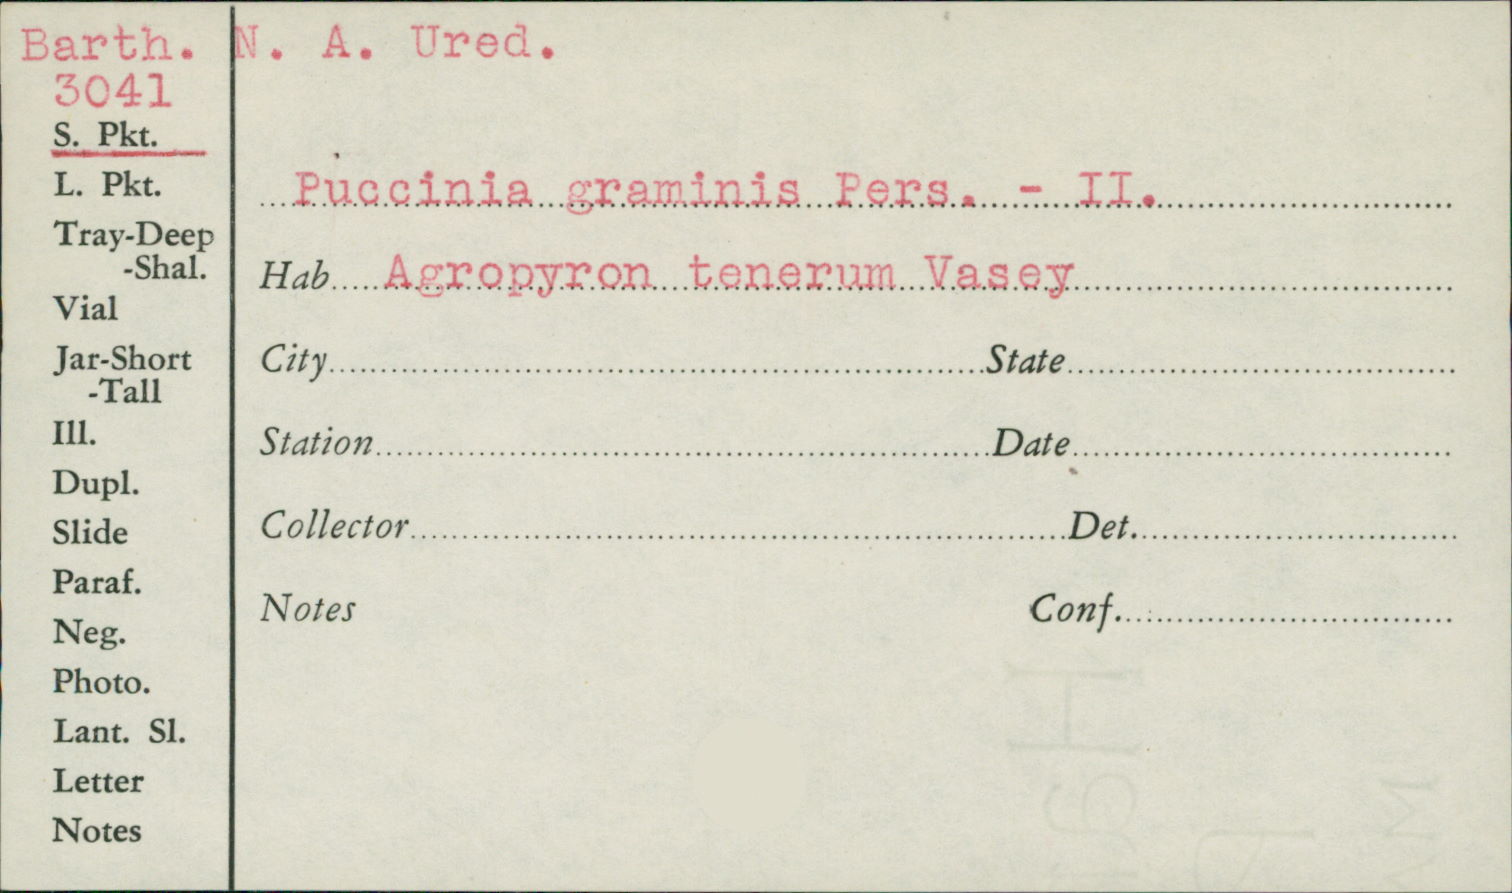 Barth. N. A. Ured.
3041
S. Pkt.
L. Pkt.
Tray-Deep
-Shal.
Vial
Jar-Short
-Tall
Ill.
Dupl.
Slide
Paraf.
Neg.
Photo.
Lant. Sl.
Letter
Notes
Puccinia graminis Pers. - II.
Hab. Agropyron tenerum Vasey
City State
Station Date
Collector Det.
Notes Conf.